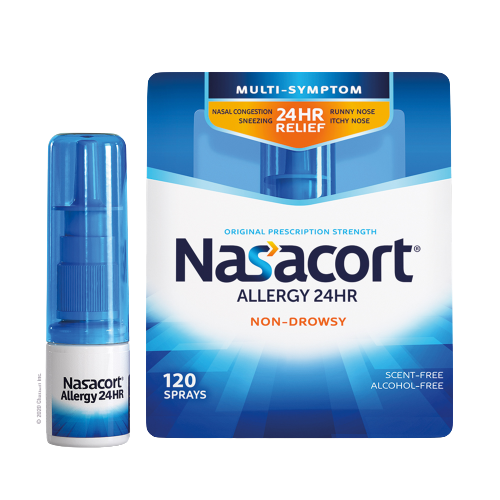 MULTI-SYMPTOM
NASAL CONGESTION
SNEEZING
24HR
RELIEF
RUNNY NOSE
ITCHY NOSE
ORIGINAL PRESCRIPTION STRENGTH
Nasacort®
ALLERGY 24HR
NON-DROWSY
120
SPRAYS
SCENT-FREE
ALCOHOL-FREE
Nasacort®
Allergy 24HR